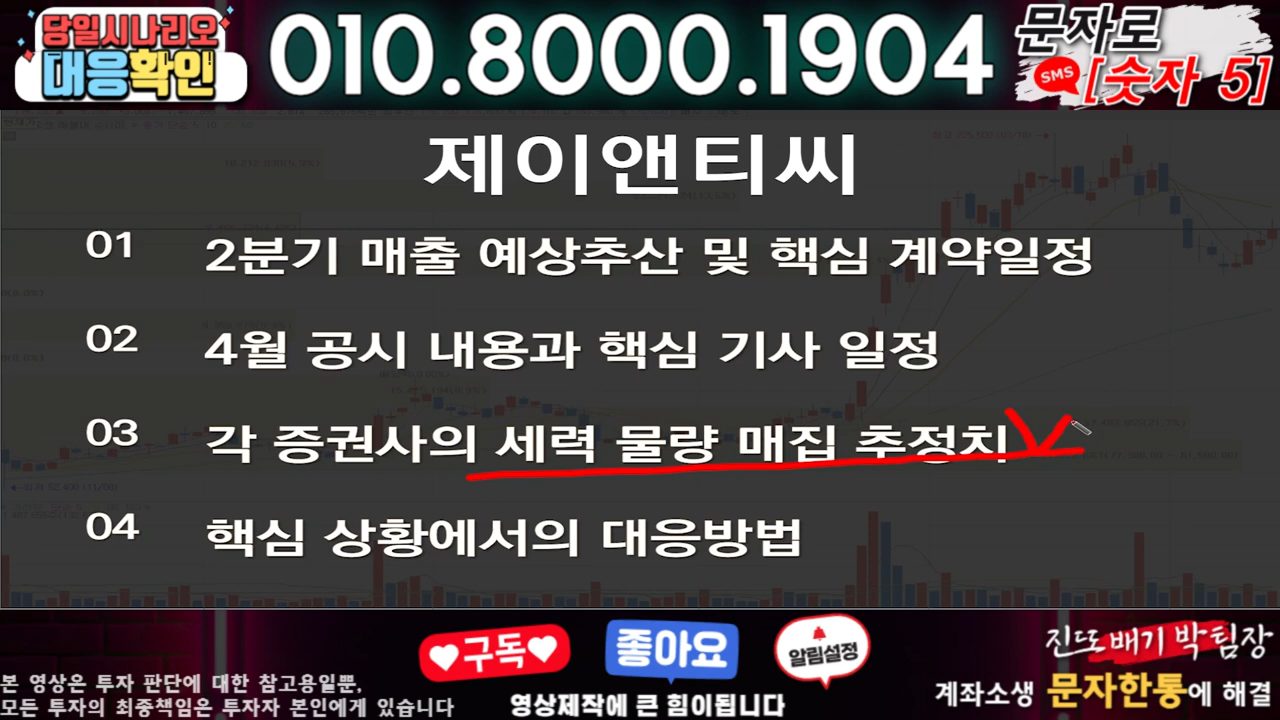 당일시나리오
대응확인
010.8000.1904
문자로
SMS [숫자 5]
제이앤티씨
01 2분기 매출 예상추산 및 핵심 계약일정
02 4월 공시 내용과 핵심 기사 일정
03 각 증권사의 세력 물량 매집 추정치
04 핵심 상황에서의 대응방법
본 영상은 투자 판단에 대한 참고용일뿐,
모든 투자의 최종책임은 투자자 본인에게 있습니다
구독
좋아요
알림설정
영상제작에 큰 힘이됩니다
진또배기 박팀장
계좌소생 문자한통에 해결